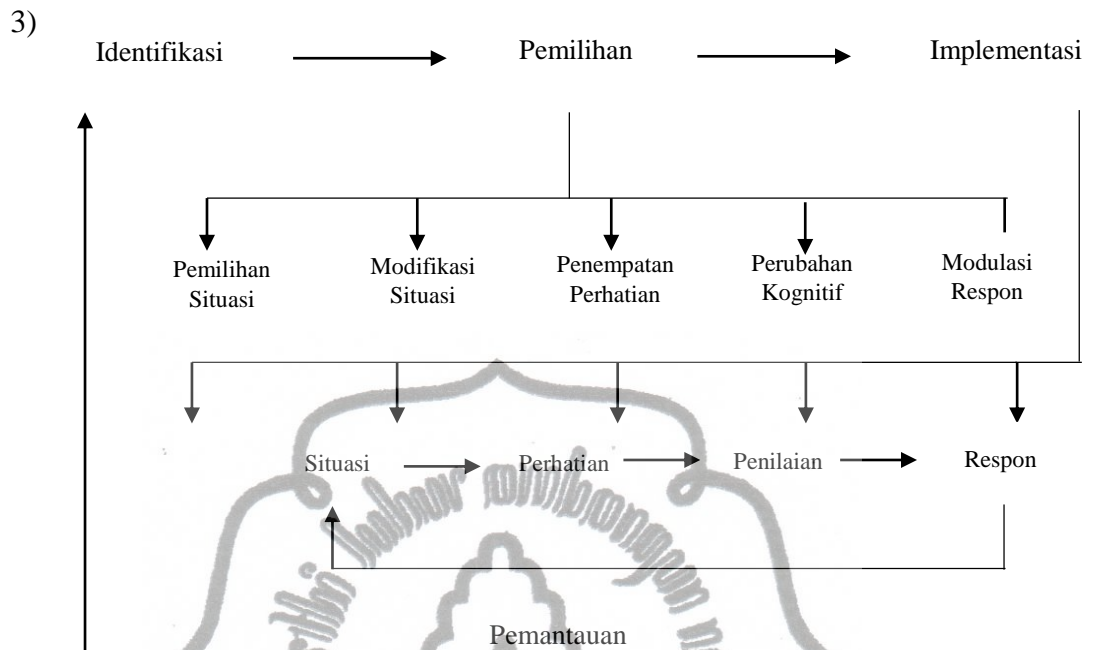 3)
Identifikasi Pemilihan Implementasi
Pemilihan Situasi
Modifikasi Situasi
Penempatan Perhatian
Perubahan Kognitif
Modulasi Respon
Situasi Perhatian Penilaian Respon
Pemantauan